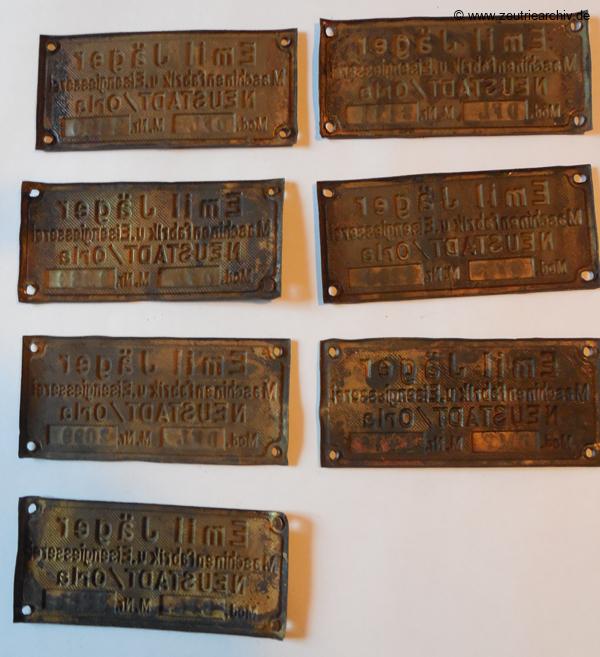 © www.zeutriearchiv.de
Emil Jäger
Maschinenfabrik u. Eisengiesserei
NEUSTADT/Orla
Mod. M. Nr.
Emil Jäger
Maschinenfabrik u. Eisengiesserei
NEUSTADT/Orla
Mod. DFL M. Nr.
Emil Jäger
Maschinenfabrik u. Eisengiesserei
NEUSTADT/Orla
Mod. M. Nr.
Emil Jäger
Maschinenfabrik u. Eisengiesserei
NEUSTADT/Orla
Mod. M. Nr.
Emil Jäger
Maschinenfabrik u. Eisengiesserei
NEUSTADT/Orla
Mod. M. Nr.
Emil Jäger
Maschinenfabrik u. Eisengiesserei
NEUSTADT/Orla
Mod. M. Nr.
Emil Jäger
Maschinenfabrik u. Eisengiesserei
NEUSTADT/Orla
Mod. M. Nr.